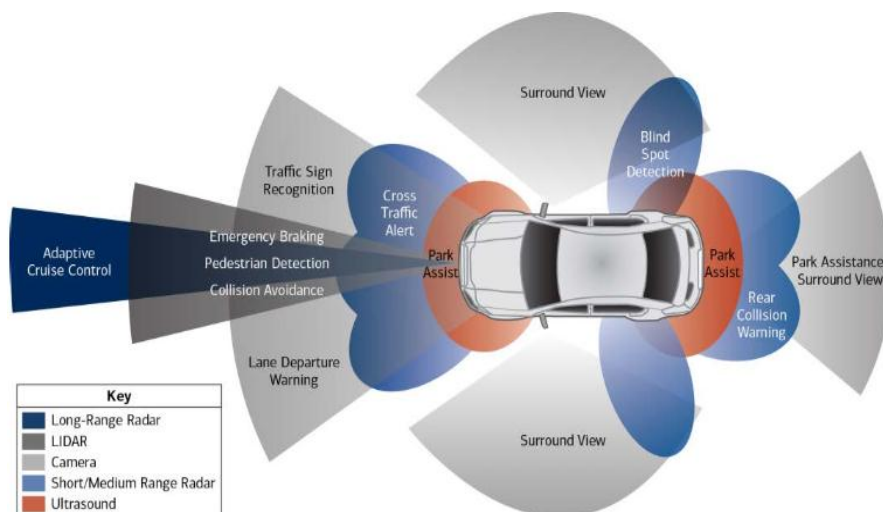 Surround View
Blind
Spot
Detection
Traffic Sign
Recognition
Cross
Traffic
Alert
Emergency Braking
Adaptive
Cruise Control
Pedestrian Detection
Collision Avoidance
Park
Assist
Park
Assist
Park Assistance
Surround View
Rear
Collision
Warning
Lane Departure
Warning
Surround View
Key
Long-Range Radar
LIDAR
Camera
Short/Medium Range Radar
Ultrasound